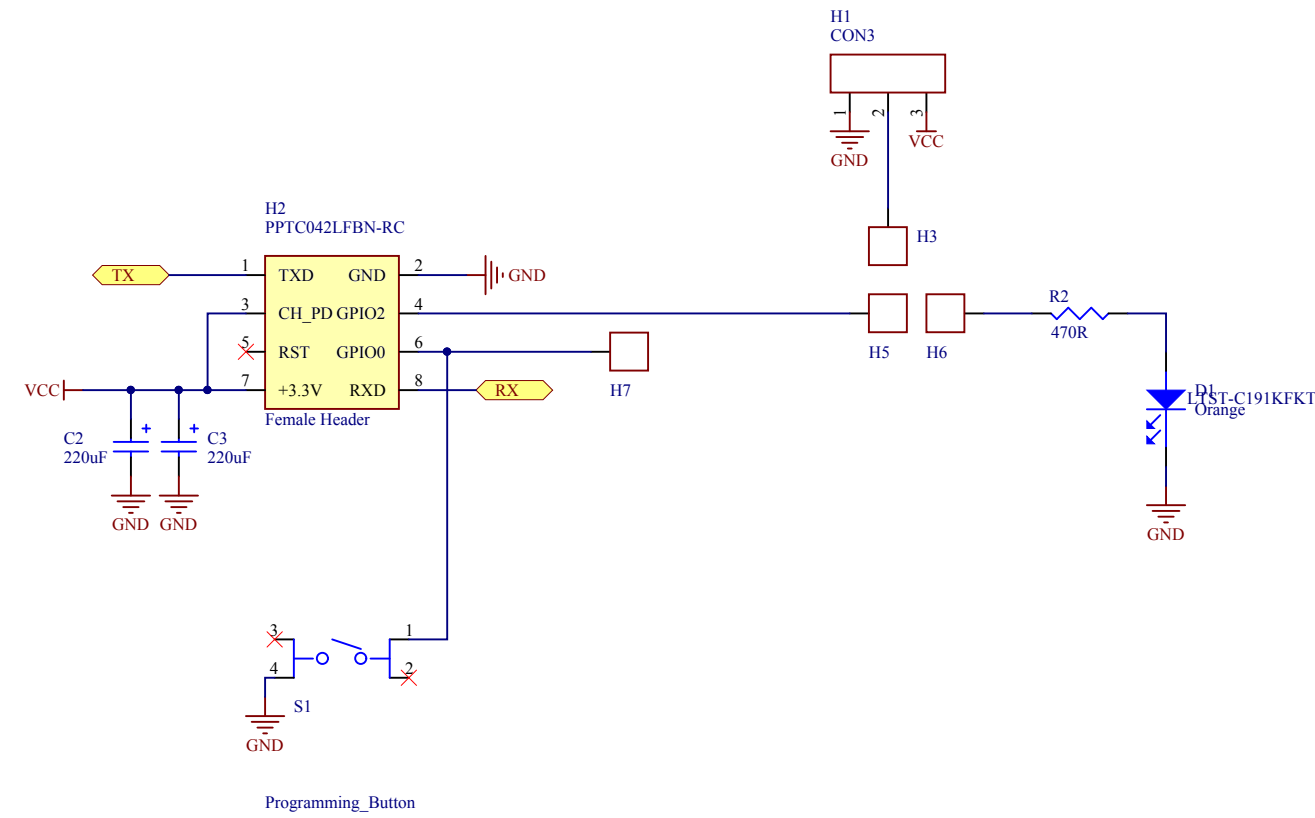 H1
CON3
1
2
3
GND
VCC
H3
H2
PPTC042LFBN-RC
TX
1
TXD
GND
2
GND
3
CH_PD
GPIO2
4
H5
H6
R2
470R
5
RST
GPIO0
6
H7
VCC
7
+3.3V
RXD
8
RX
Female Header
D1
LTST-C191KFKT
Orange
C2
220uF
+
C3
220uF
+
GND
GND
GND
3
4
1
2
S1
GND
Programming_Button